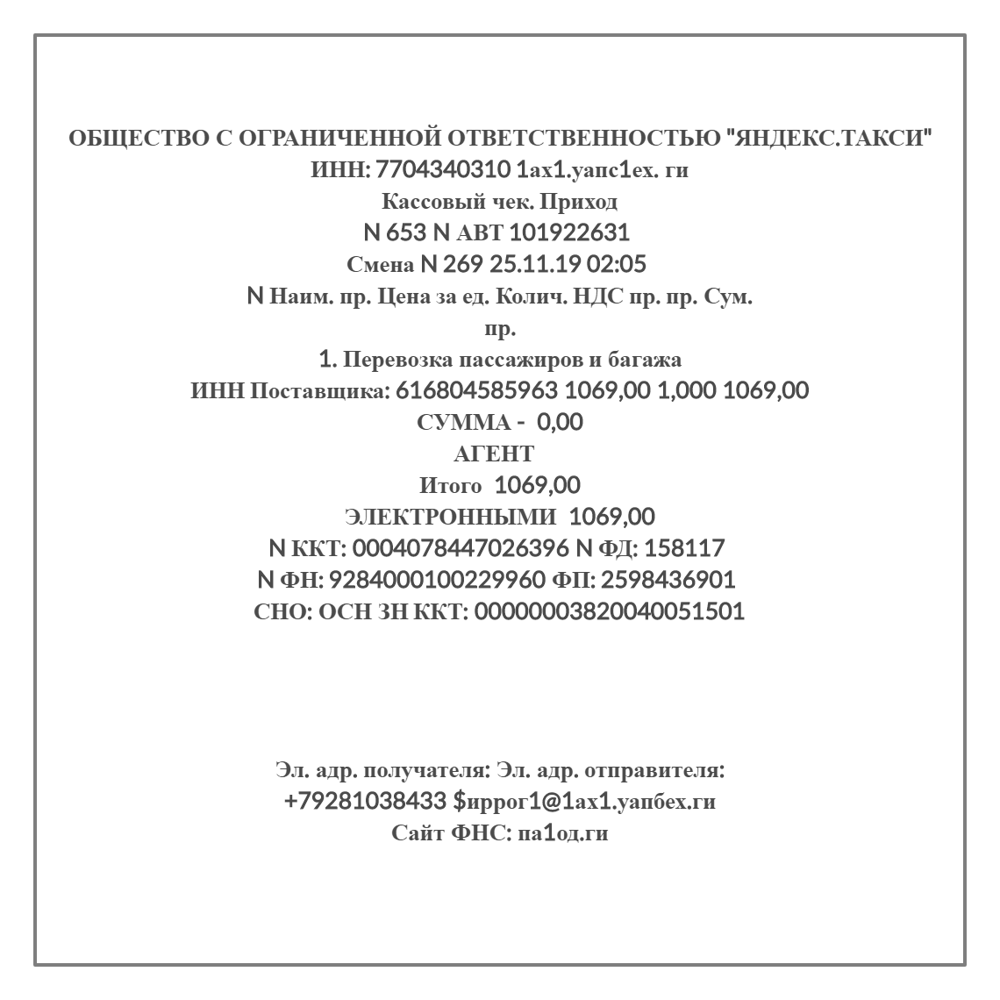 ОБЩЕСТВО С ОГРАНИЧЕННОЙ ОТВЕТСТВЕННОСТЬЮ "ЯНДЕКС.ТАКСИ"
ИНН: 7704340310 1ах1.уапс1ех. ги
Кассовый чек. Приход
N 653 N АВТ 101922631
Смена N 269 25.11.19 02:05
N Наим. пр. Цена за ед. Колич. НДС пр. пр. Сум.
пр.
1. Перевозка пассажиров и багажа
ИНН Поставщика: 616804585963 1069,00 1,000 1069,00
СУММА - 0,00
АГЕНТ
Итого 1069,00
ЭЛЕКТРОННЫМИ 1069,00
N ККТ: 0004078447026396 N ФД: 158117
N ФН: 9284000100229960 ФП: 2598436901
СНО: ОСН ЗН ККТ: 00000003820040051501
Эл. адр. получателя: Эл. адр. отправителя:
+79281038433 $иррог1@1ах1.уапбех.ги
Сайт ФНС: па1од.ги